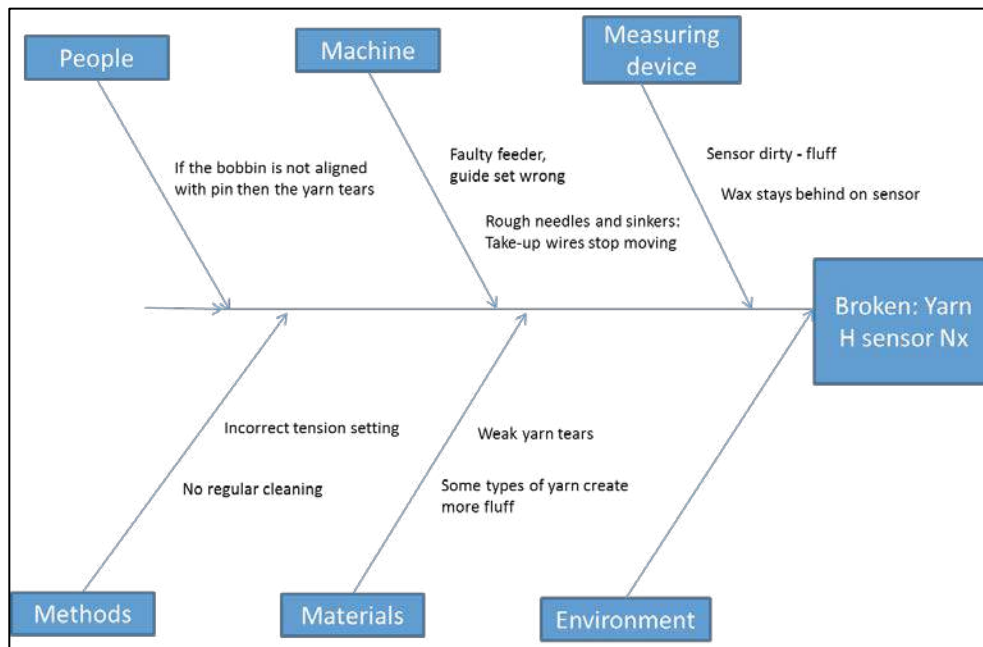 People
Machine
Measuring
device
If the bobbin is not aligned
with pin then the yarn tears
Faulty feeder,
guide set wrong
Rough needles and sinkers:
Take-up wires stop moving
Sensor dirty - fluff
Wax stays behind on sensor
Broken: Yarn
H sensor Nx
Incorrect tension setting
No regular cleaning
Weak yarn tears
Some types of yarn create
more fluff
Methods
Materials
Environment